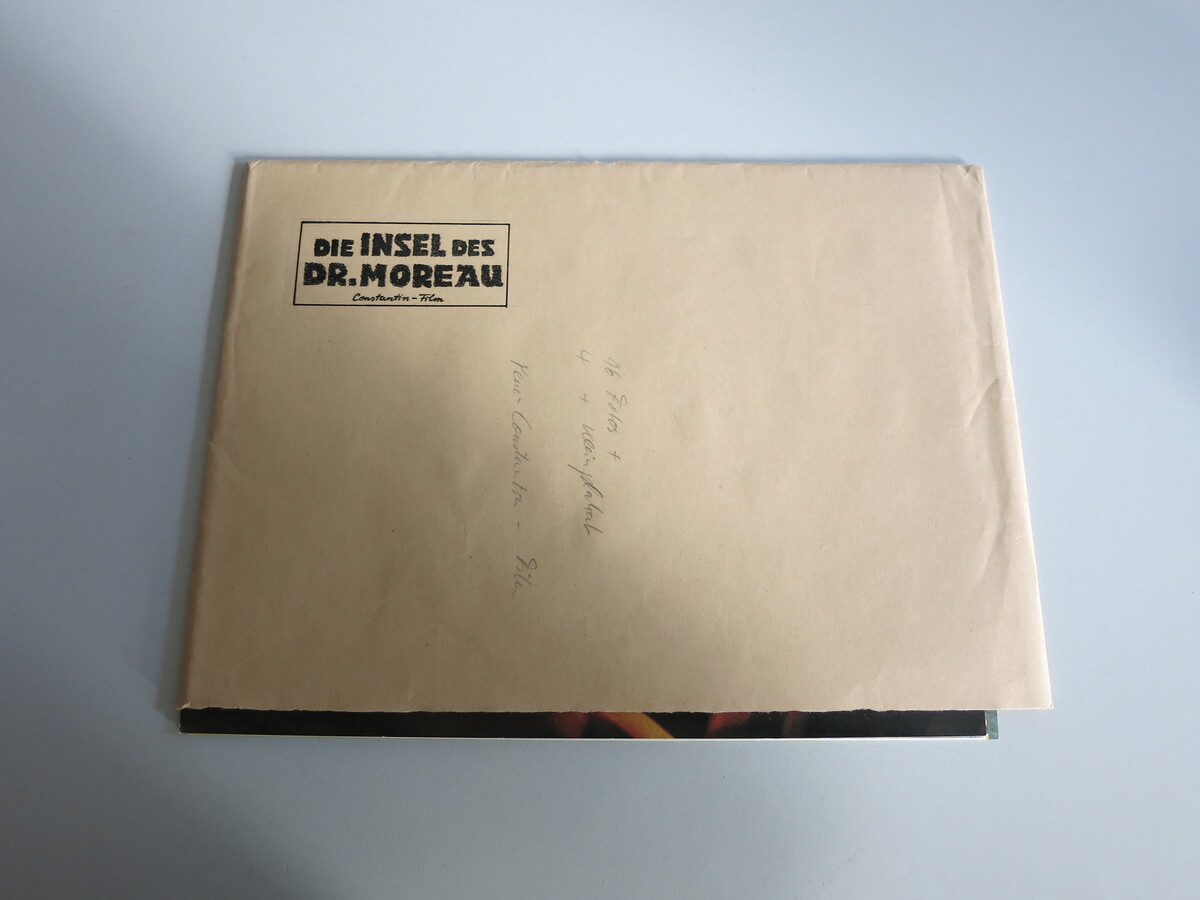 DIE INSEL DES
DR. MOREAU
Constantin-Film
16 Fotos +
4 + Kleinplakat
Neue-Constantin-Film